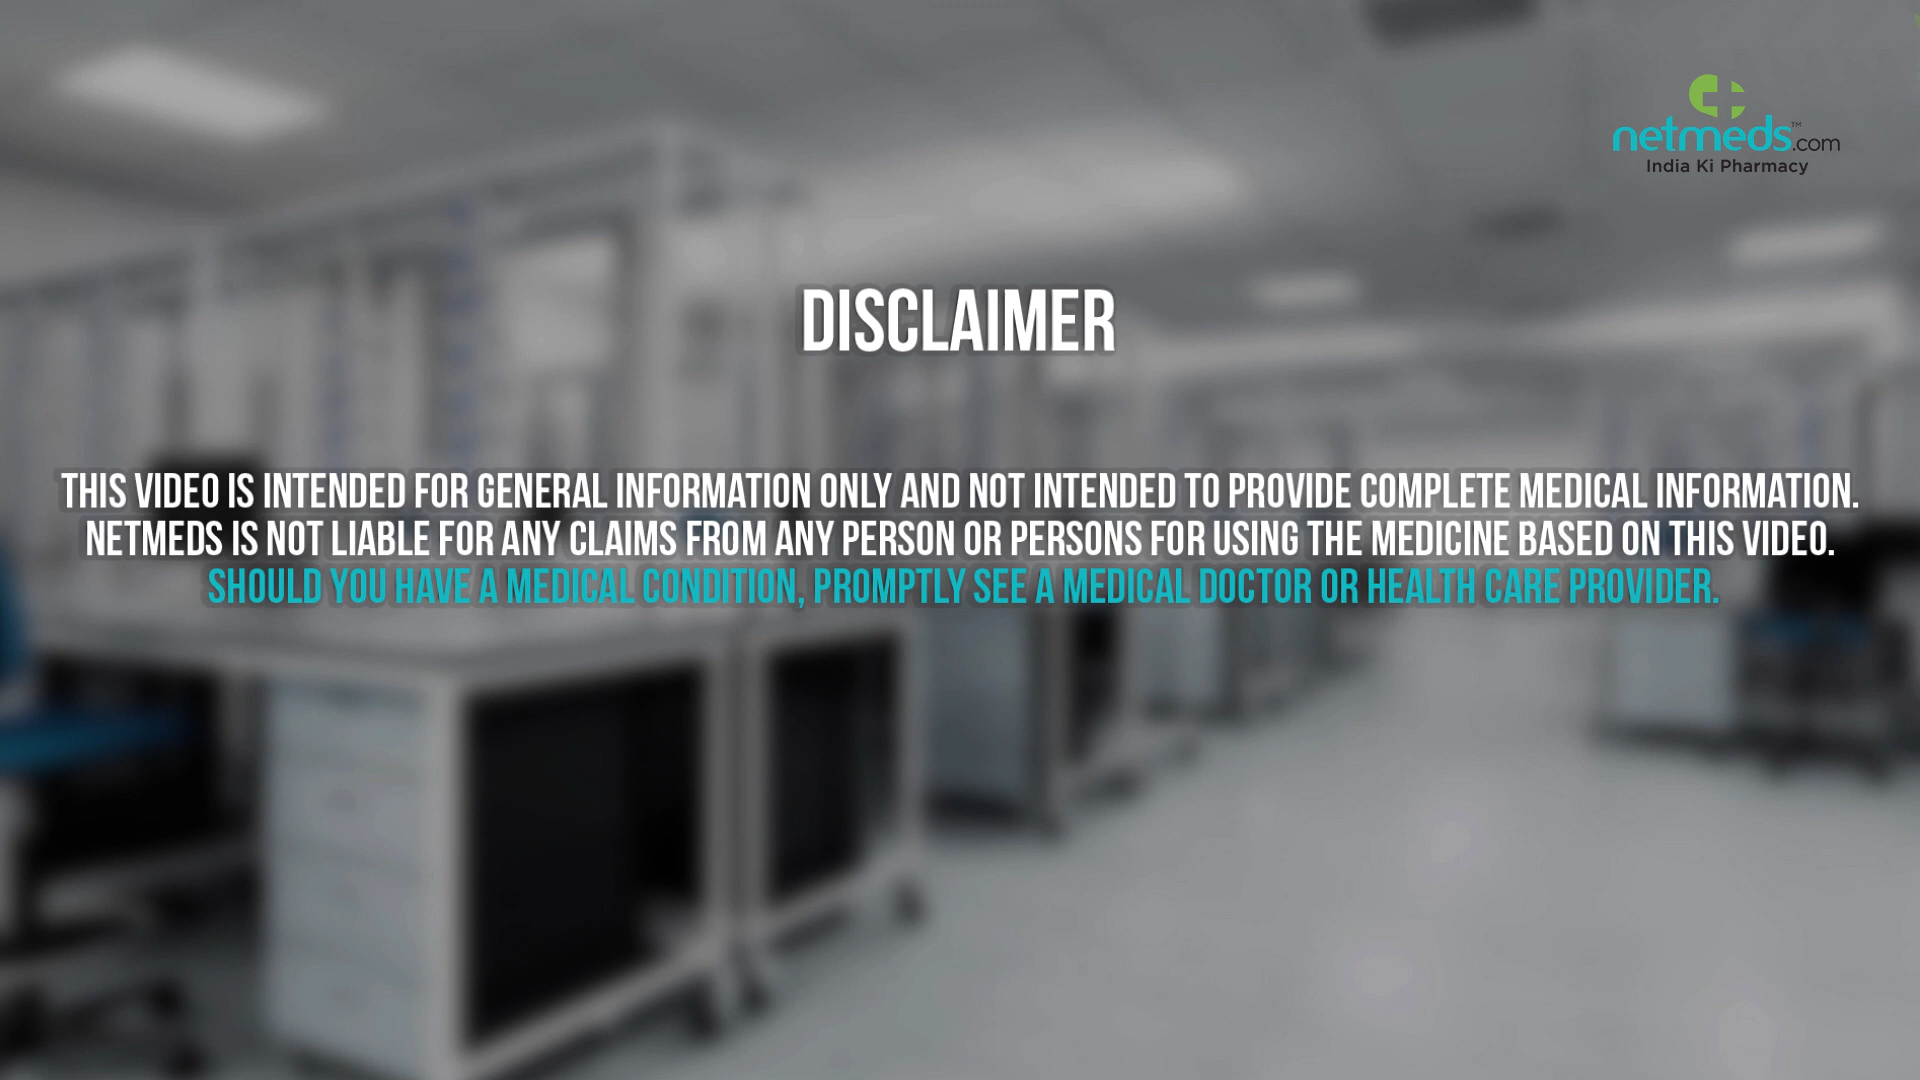 netmeds.com™
India Ki Pharmacy
DISCLAIMER
THIS VIDEO IS INTENDED FOR GENERAL INFORMATION ONLY AND NOT INTENDED TO PROVIDE COMPLETE MEDICAL INFORMATION.
NETMEDS IS NOT LIABLE FOR ANY CLAIMS FROM ANY PERSON OR PERSONS FOR USING THE MEDICINE BASED ON THIS VIDEO.
SHOULD YOU HAVE A MEDICAL CONDITION, PROMPTLY SEE A MEDICAL DOCTOR OR HEALTH CARE PROVIDER.